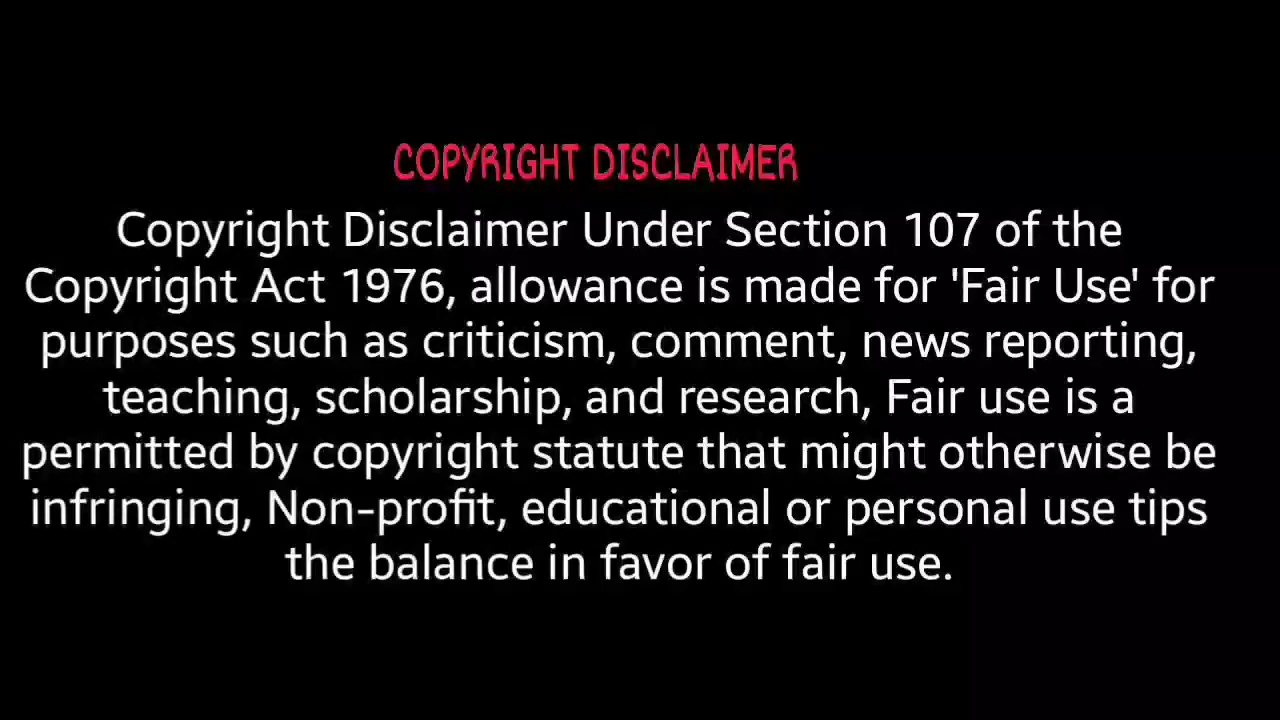 COPYRIGHT DISCLAIMER
Copyright Disclaimer Under Section 107 of the
Copyright Act 1976, allowance is made for 'Fair Use' for
purposes such as criticism, comment, news reporting,
teaching, scholarship, and research, Fair use is a
permitted by copyright statute that might otherwise be
infringing, Non-profit, educational or personal use tips
the balance in favor of fair use.